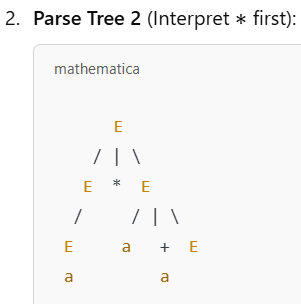 2. Parse Tree 2 (Interpret * first):
mathematica
E
/ | \
E * E
/ / | \
E a + E
a a